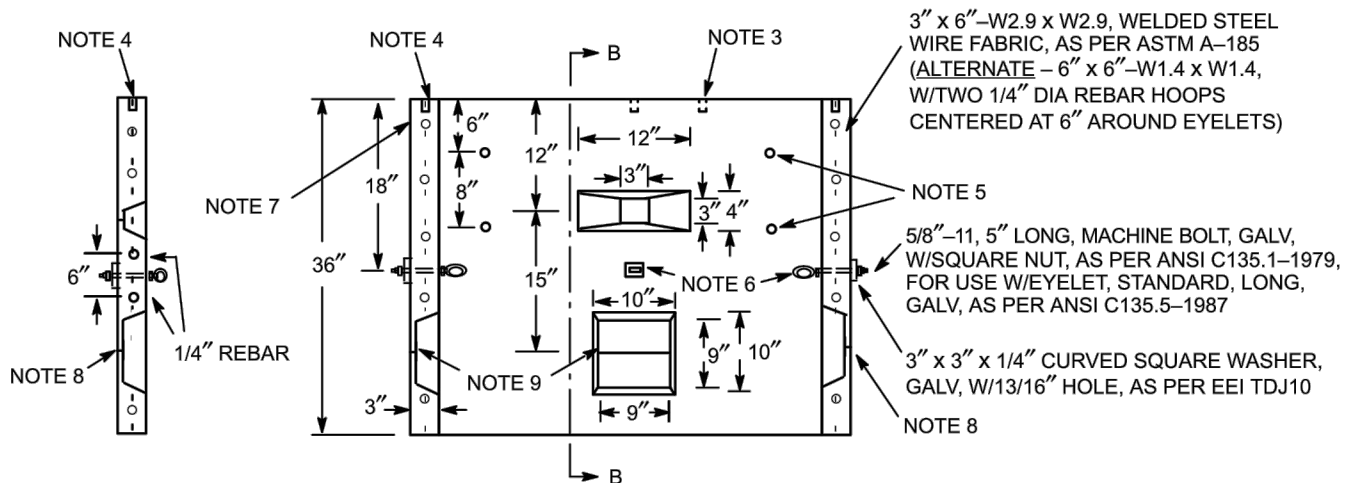 NOTE 4
NOTE 4
B
NOTE 3
3″ x 6″–W2.9 x W2.9, WELDED STEEL
WIRE FABRIC, AS PER ASTM A–185
(ALTERNATE – 6″ x 6″–W1.4 x W1.4,
W/TWO 1/4″ DIA REBAR HOOPS
CENTERED AT 6″ AROUND EYELETS)
6″
12″
12″
18″
8″
3″
3″
4″
NOTE 7
NOTE 5
6″
36″
15″
NOTE 6
10″
5/8″–11, 5″ LONG, MACHINE BOLT, GALV,
W/SQUARE NUT, AS PER ANSI C135.1–1979,
FOR USE W/EYELET, STANDARD, LONG,
GALV, AS PER ANSI C135.5–1987
1/4″ REBAR
NOTE 8
NOTE 9
9″
10″
3″
9″
3″ x 3″ x 1/4″ CURVED SQUARE WASHER,
GALV, W/13/16″ HOLE, AS PER EEI TDJ10
NOTE 8
B